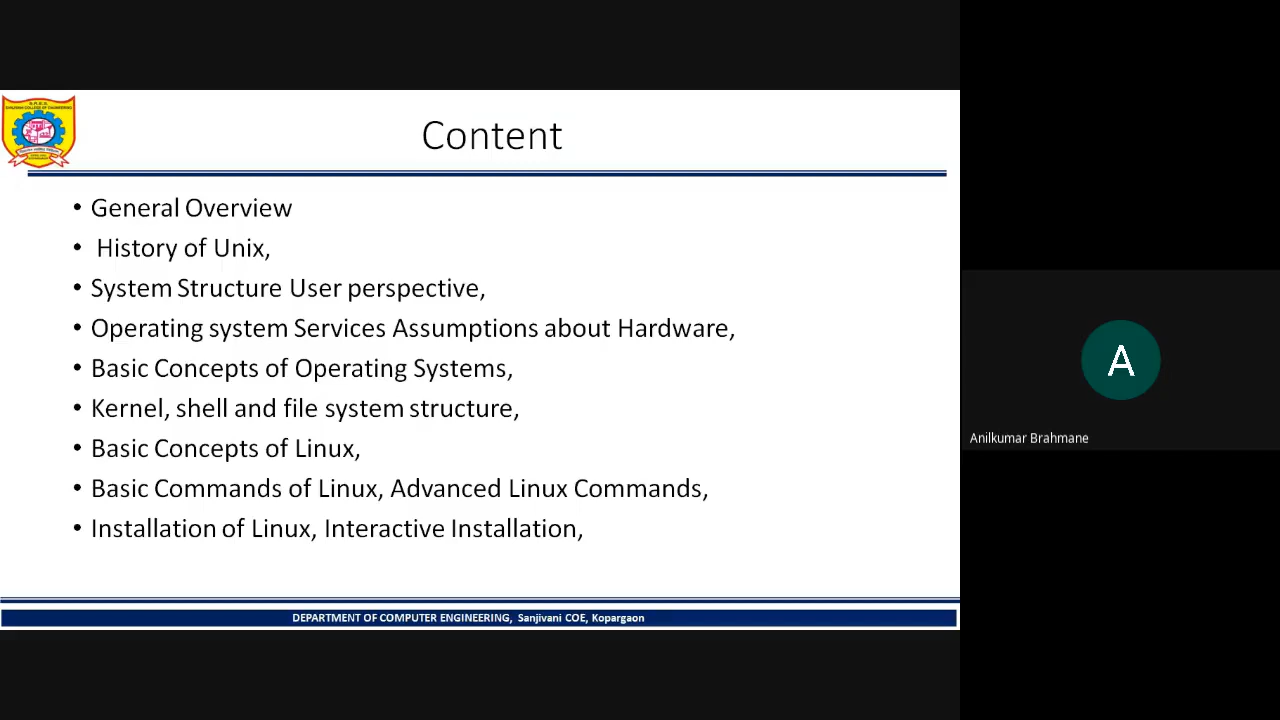 Content
• General Overview
• History of Unix,
• System Structure User perspective,
• Operating system Services Assumptions about Hardware,
• Basic Concepts of Operating Systems,
• Kernel, shell and file system structure,
• Basic Concepts of Linux,
• Basic Commands of Linux, Advanced Linux Commands,
• Installation of Linux, Interactive Installation,
DEPARTMENT OF COMPUTER ENGINEERING, Sanjivani COE, Kopargaon
A
Anilkumar Brahmane